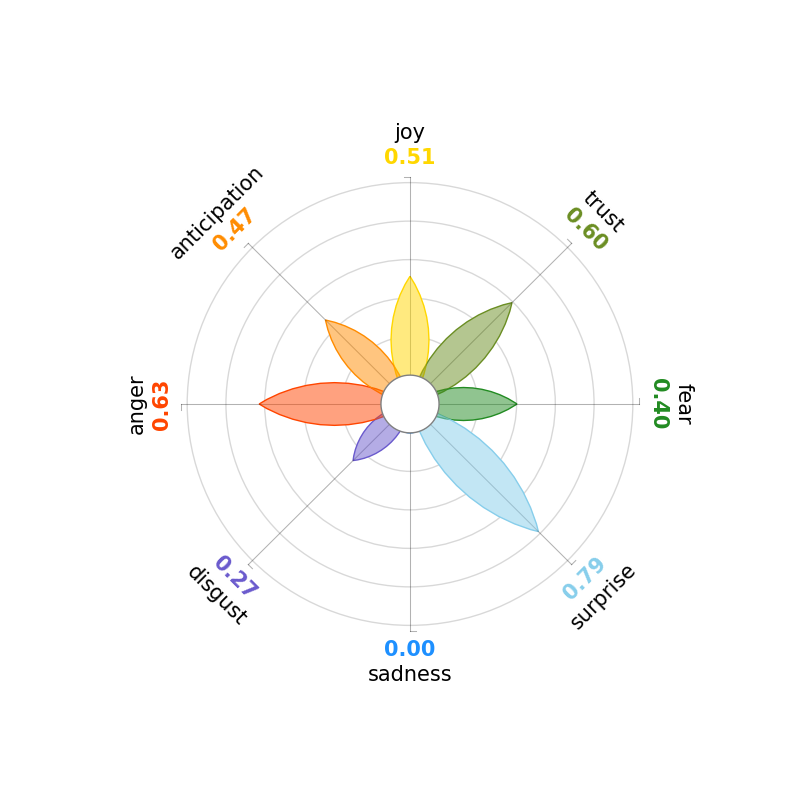 joy
0.51
trust
0.60
fear
0.40
surprise
0.79
sadness
0.00
disgust
0.27
anger
0.63
anticipation
0.47